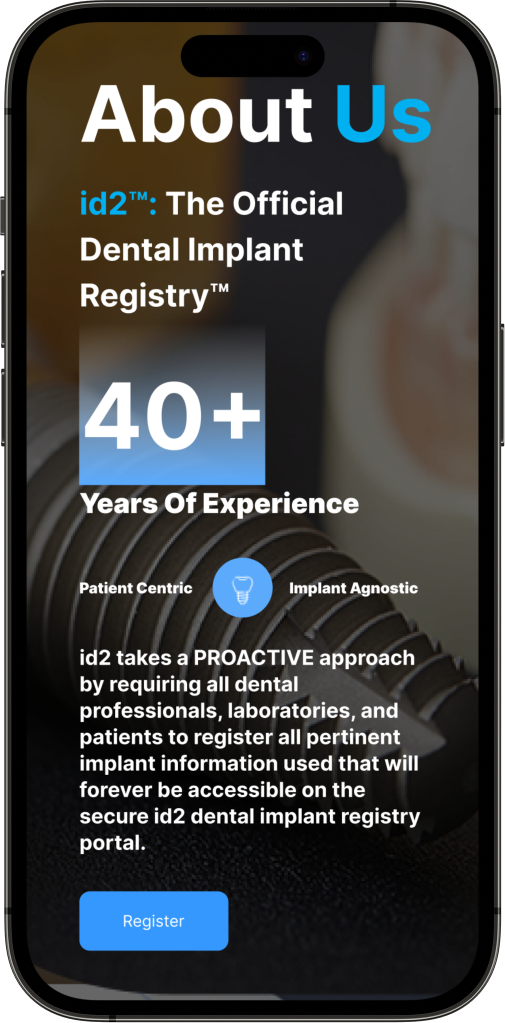 About Us
id2™: The Official
Dental Implant
Registry™
40+
Years Of Experience
Patient Centric
Implant Agnostic
id2 takes a PROACTIVE approach
by requiring all dental
professionals, laboratories, and
patients to register all pertinent
implant information used that will
forever be accessible on the
secure id2 dental implant registry
portal.
Register